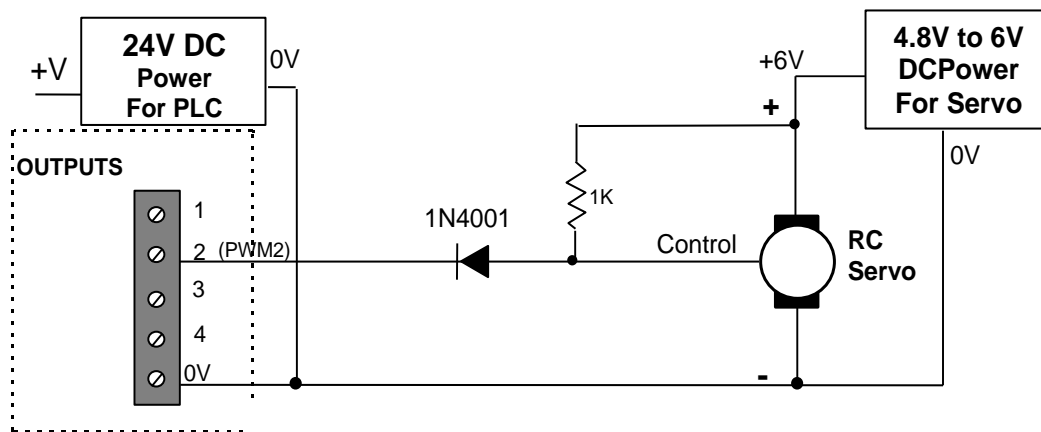 24V DC
Power
For PLC
+V
0V
4.8V to 6V
DCPower
For Servo
+6V
+
0V
OUTPUTS
1
2 (PWM2)
3
4
0V
1N4001
1K
Control
RC
Servo
-